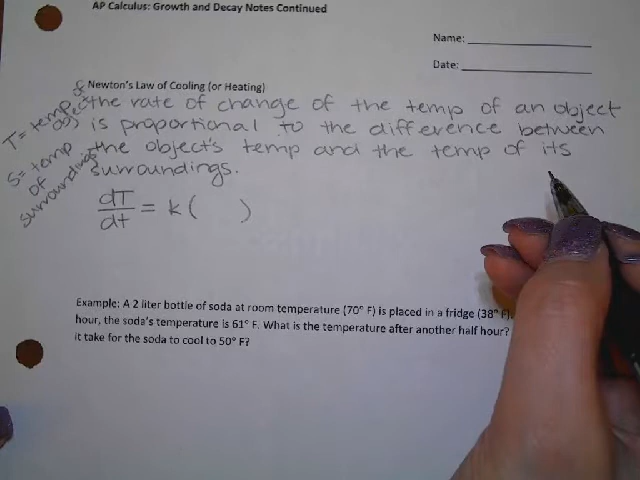 AP Calculus: Growth and Decay Notes Continued
Name:
Date:
Newton's Law of Cooling (or Heating)
the rate of change of the temp of an object
is proportional to the difference between
the object's temp and the temp of its
surroundings.
T = temp of
object
S = temp
of
surroundings
dT
dt
= k ( )
Example: A 2 liter bottle of soda at room temperature (70° F) is placed in a fridge (38° F).
hour, the soda's temperature is 61° F. What is the temperature after another half hour?
it take for the soda to cool to 50° F?